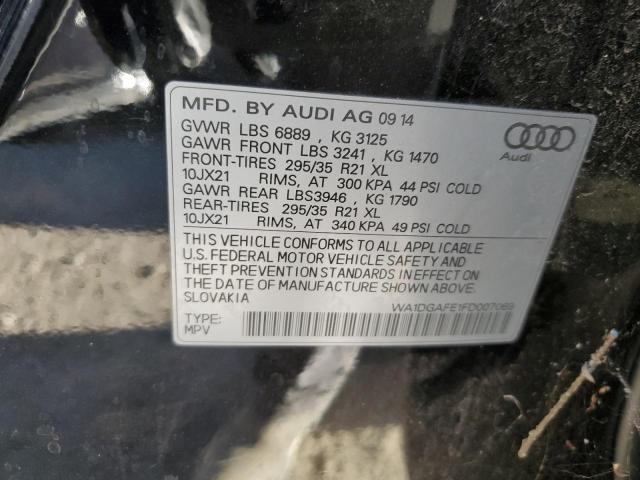 MFD. BY AUDI AG 09 14
GVWR LBS 6889 , KG 3125
GAWR FRONT LBS 3241 , KG 1470
FRONT-TIRES 295/35 R21 XL
10JX21 RIMS, AT 300 KPA 44 PSI COLD
GAWR REAR LBS3946 , KG 1790
REAR-TIRES 295/35 R21 XL
10JX21 RIMS, AT 340 KPA 49 PSI COLD
Audi
THIS VEHICLE CONFORMS TO ALL APPLICABLE
U.S. FEDERAL MOTOR VEHICLE SAFETY AND
THEFT PREVENTION STANDARDS IN EFFECT ON
THE DATE OF MANUFACTURE SHOWN ABOVE.
SLOVAKIA
WA1DGAFE1FD007069
TYPE:
MPV